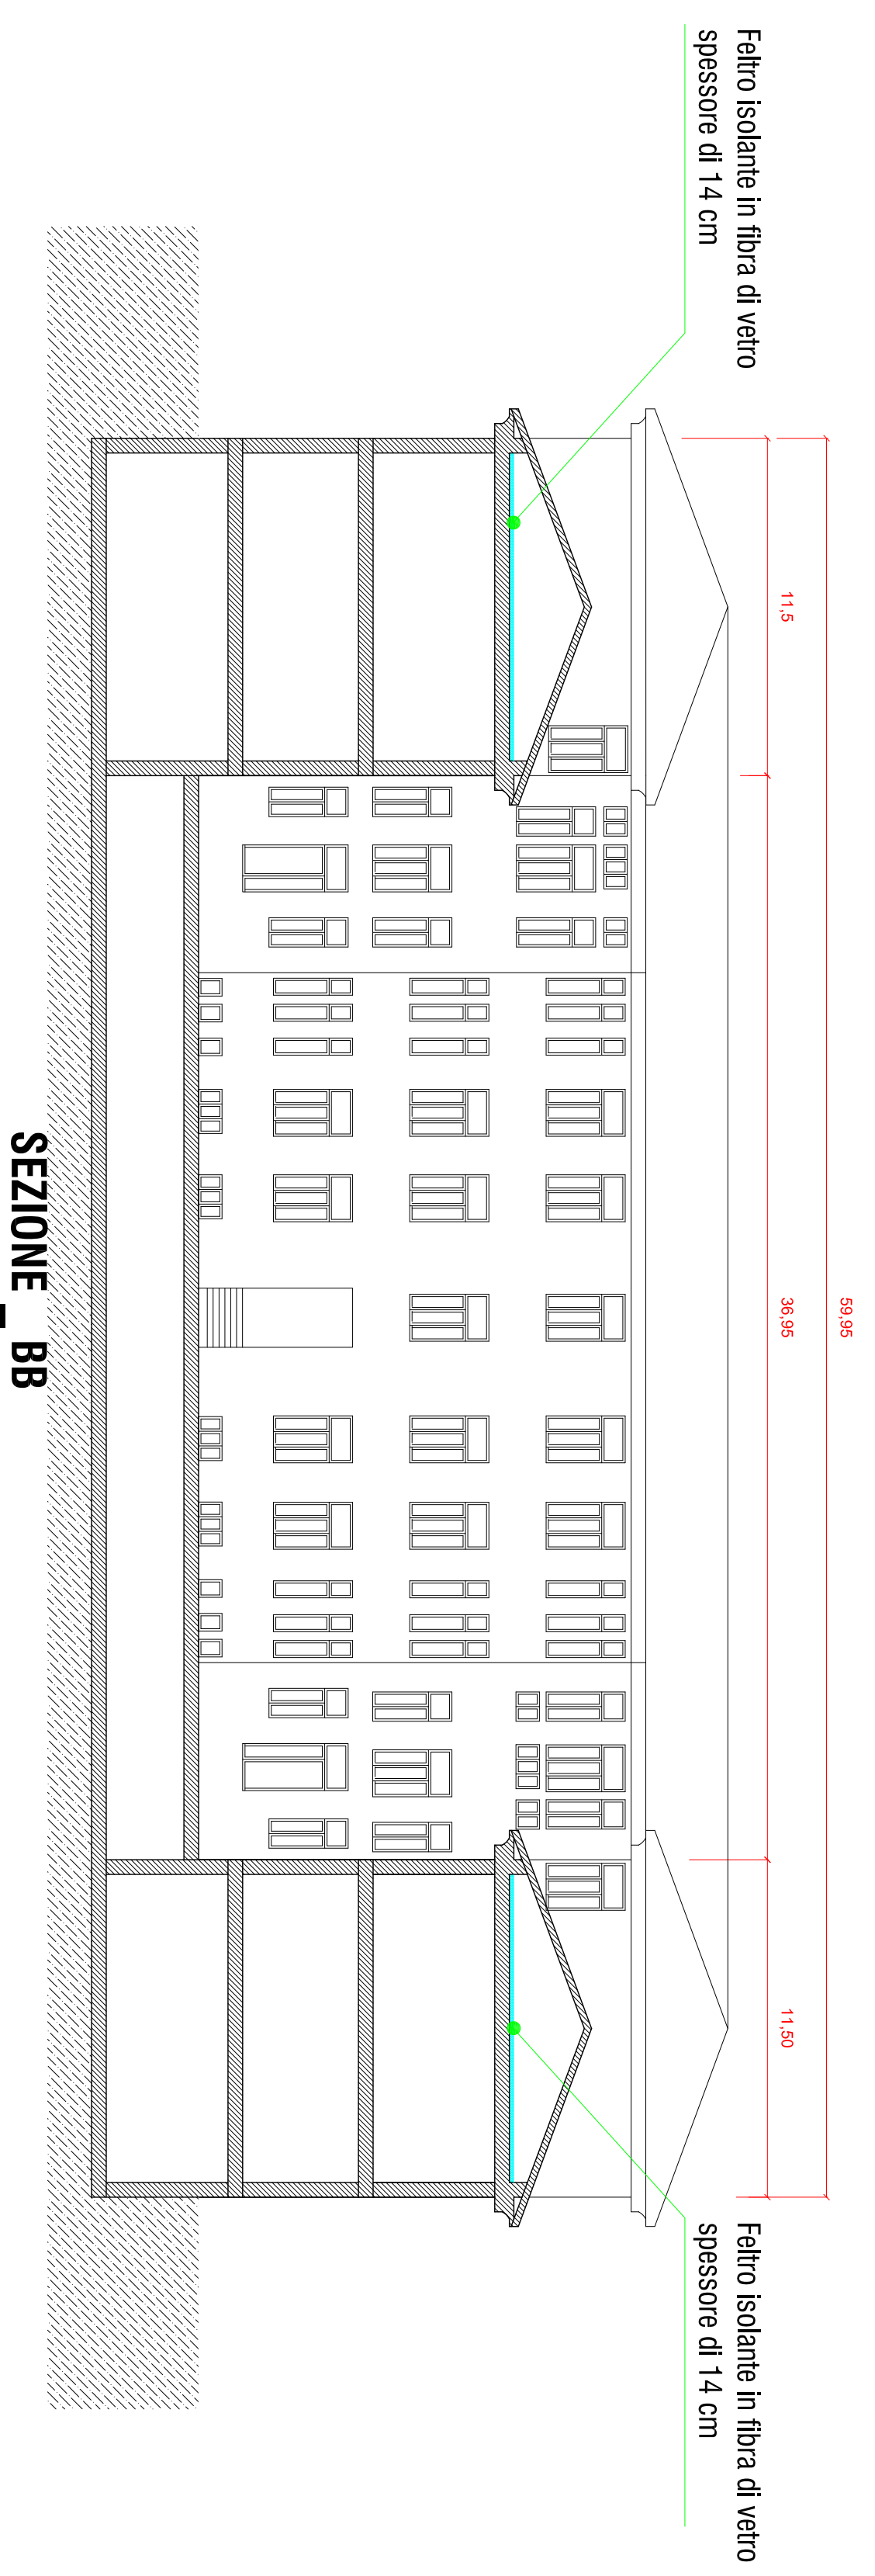 Feltro isolante in fibra di vetro
spessore di 14 cm
Feltro isolante in fibra di vetro
spessore di 14 cm
59,95
11,5
36,95
11,50
SEZIONE _ BB